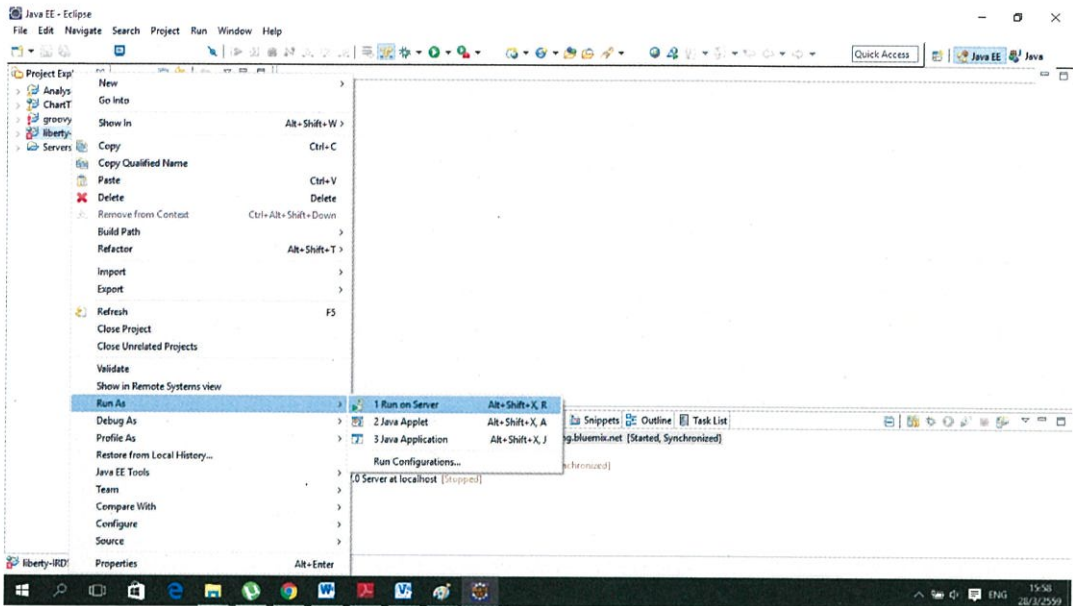 Java EE - Eclipse
File Edit Navigate Search Project Run Window Help
Quick Access
Java EE
Java
Project Exp
Analys
ChartT
groovy
liberty-
Servers
New
Go Into
Show In Alt+Shift+W
Copy Ctrl+C
Copy Qualified Name
Paste Ctrl+V
Delete Delete
Remove from Context Ctrl+Alt+Shift+Down
Build Path
Refactor Alt+Shift+T
Import
Export
Refresh F5
Close Project
Close Unrelated Projects
Validate
Show in Remote Systems view
Run As
Debug As
Profile As
Restore from Local History...
Java EE Tools
Team
Compare With
Configure
Source
Properties Alt+Enter
1 Run on Server Alt+Shift+X, R
2 Java Applet Alt+Shift+X, A
3 Java Application Alt+Shift+X, J
Run Configurations...
Snippets Outline Task List
ng.bluemix.net [Started, Synchronized]
chronized]
.0 Server at localhost [Stopped]
liberty-IRD
ENG
15:58
28/3/2559